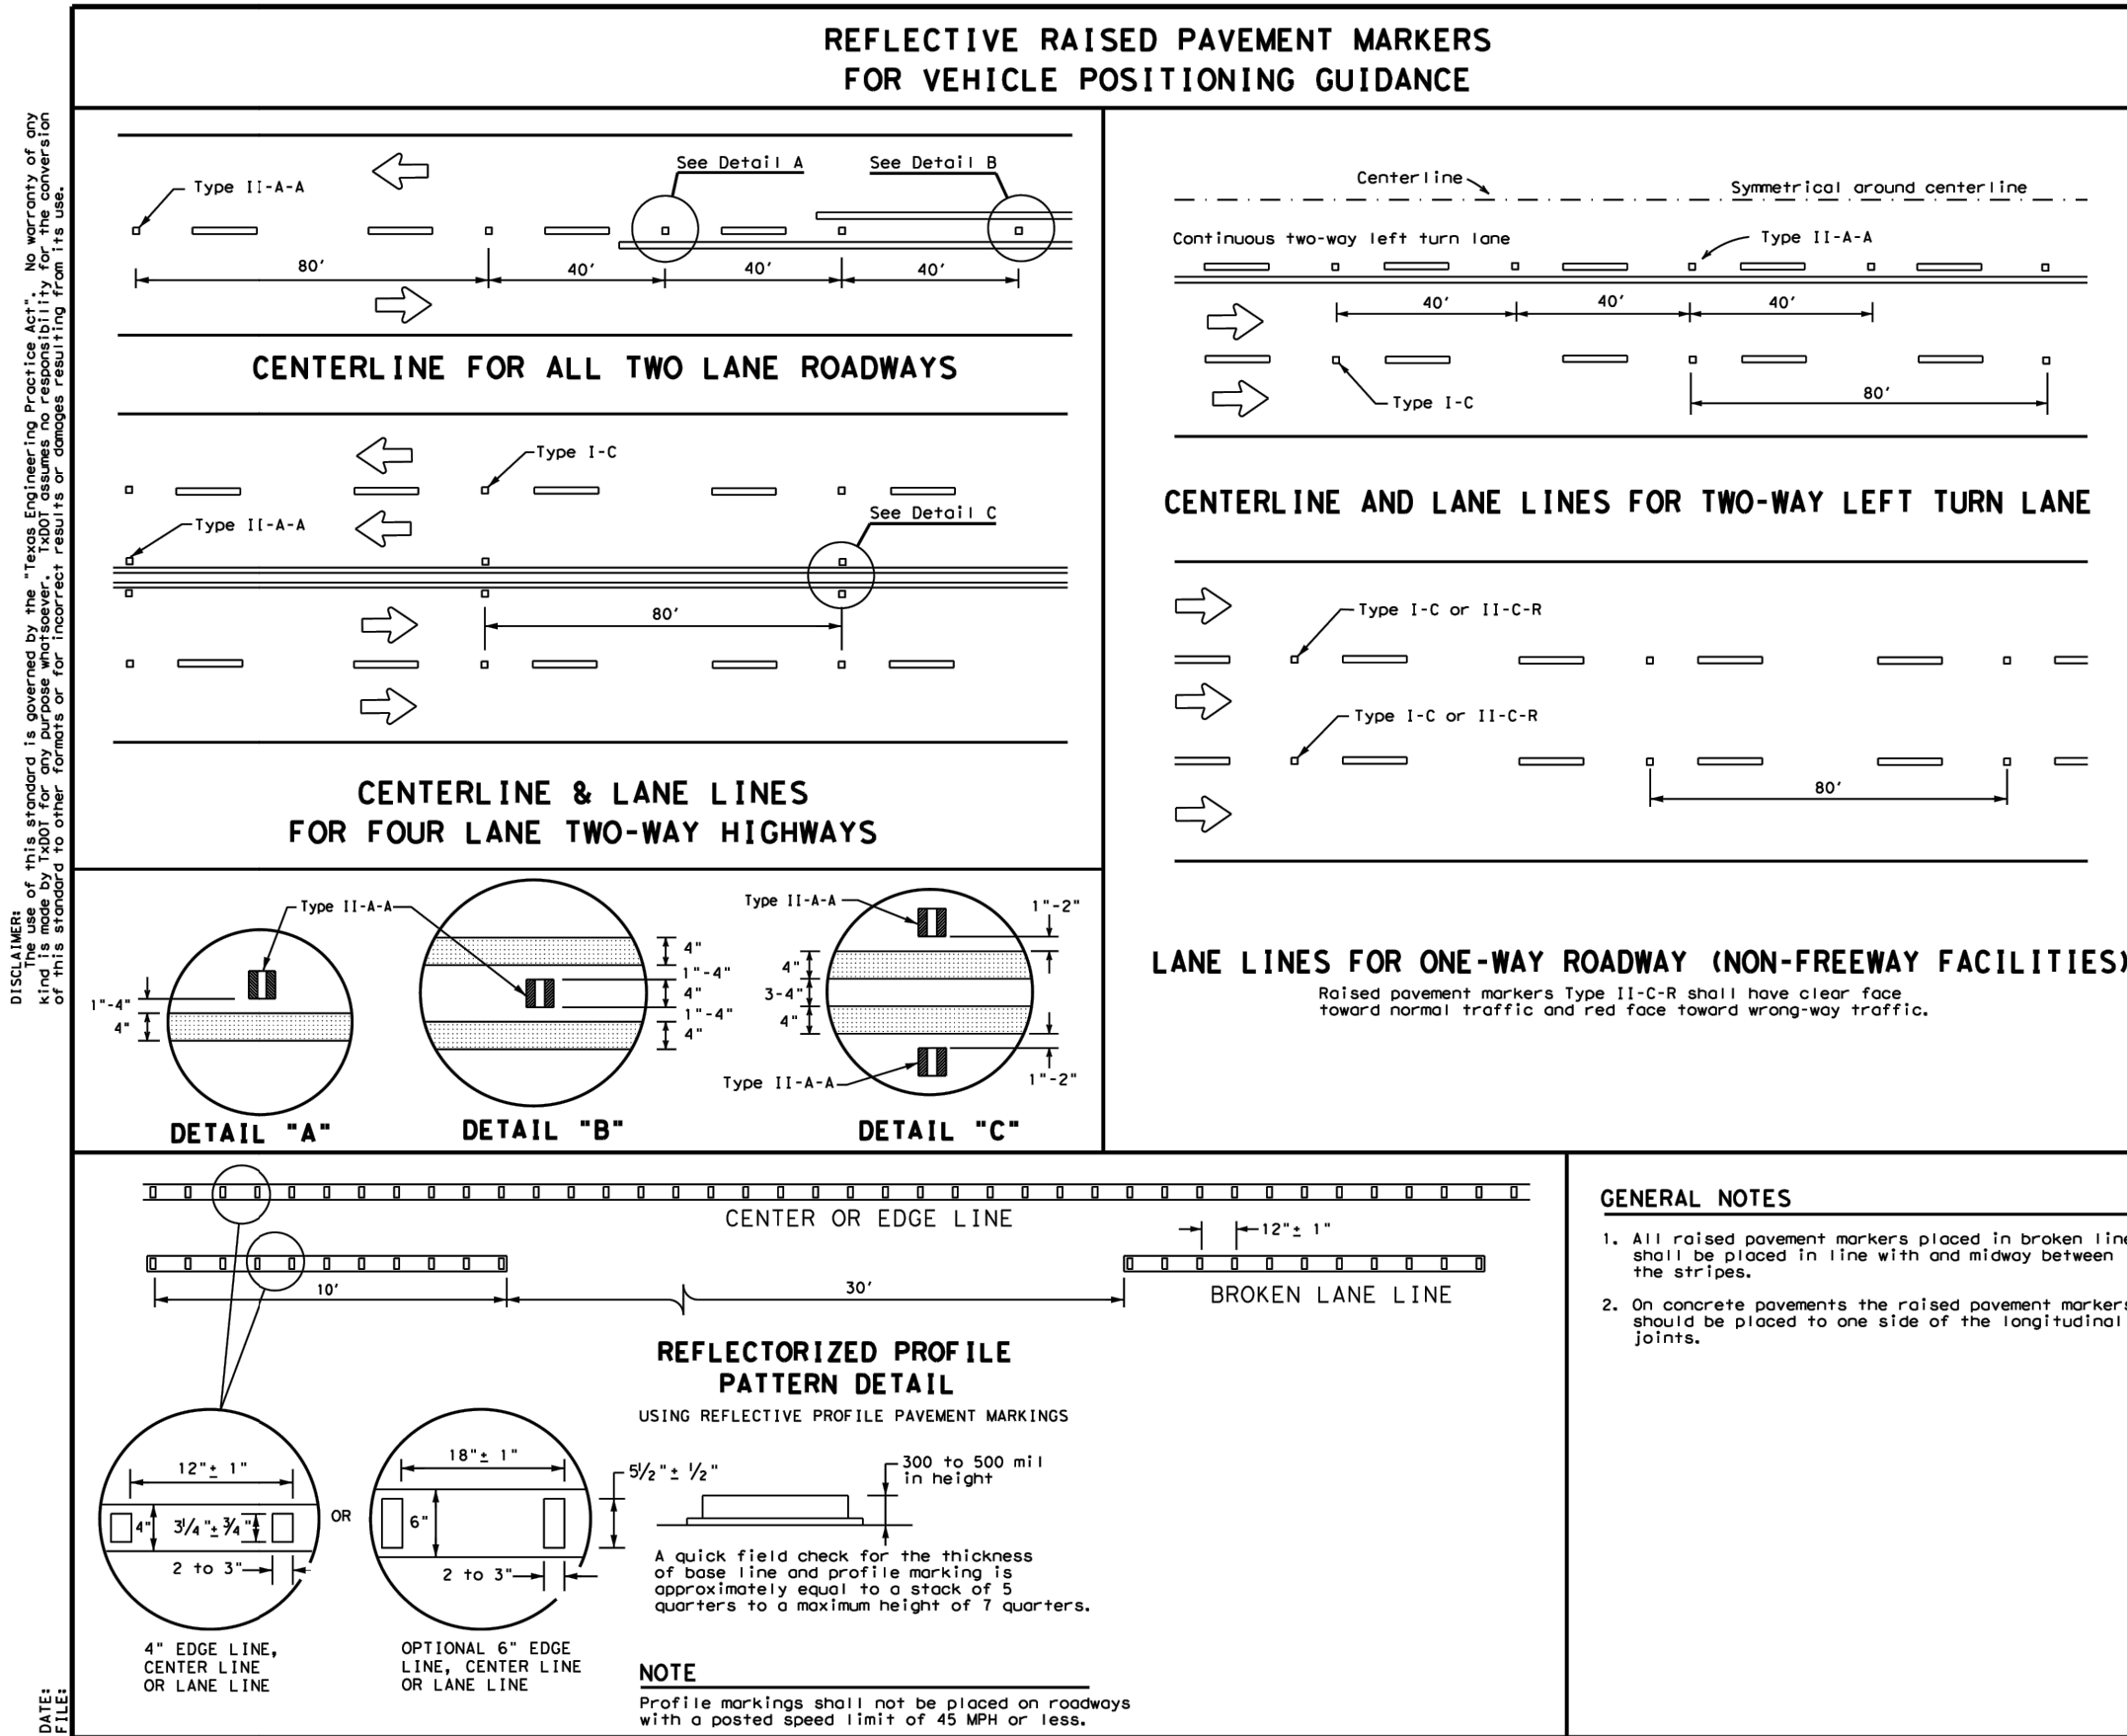 REFLECTIVE RAISED PAVEMENT MARKERS
FOR VEHICLE POSITIONING GUIDANCE
DISCLAIMER:
The use of this standard is governed by the "Texas Engineering Practice Act". No warranty of any
kind is made by TxDOT for any purpose whatsoever. TxDOT assumes no responsibility for the conversion
of this standard to other formats or for incorrect results or damages resulting from its use.
DATE:
FILE:
See Detail A
See Detail B
Type II-A-A
80'
40'
40'
40'
CENTERLINE FOR ALL TWO LANE ROADWAYS
Type I-C
See Detail C
Type II-A-A
80'
CENTERLINE & LANE LINES
FOR FOUR LANE TWO-WAY HIGHWAYS
Type II-A-A
1"-4"
4"
DETAIL "A"
4"
1"-4"
4"
1"-4"
4"
DETAIL "B"
Type II-A-A
1"-2"
4"
3-4"
4"
Type II-A-A
1"-2"
DETAIL "C"
Centerline
Symmetrical around centerline
Continuous two-way left turn lane
Type II-A-A
40'
40'
40'
Type I-C
80'
CENTERLINE AND LANE LINES FOR TWO-WAY LEFT TURN LANE
Type I-C or II-C-R
Type I-C or II-C-R
80'
LANE LINES FOR ONE-WAY ROADWAY (NON-FREEWAY FACILITIES)
Raised pavement markers Type II-C-R shall have clear face
toward normal traffic and red face toward wrong-way traffic.
CENTER OR EDGE LINE
12"± 1"
10'
30'
BROKEN LANE LINE
REFLECTORIZED PROFILE
PATTERN DETAIL
USING REFLECTIVE PROFILE PAVEMENT MARKINGS
12"± 1"
4"
3¼"± ¾"
2 to 3"
OR
18"± 1"
6"
2 to 3"
5½"± ½"
300 to 500 mil
in height
A quick field check for the thickness
of base line and profile marking is
approximately equal to a stack of 5
quarters to a maximum height of 7 quarters.
4" EDGE LINE,
CENTER LINE
OR LANE LINE
OPTIONAL 6" EDGE
LINE, CENTER LINE
OR LANE LINE
NOTE
Profile markings shall not be placed on roadways
with a posted speed limit of 45 MPH or less.
GENERAL NOTES
1. All raised pavement markers placed in broken line
shall be placed in line with and midway between
the stripes.
2. On concrete pavements the raised pavement markers
should be placed to one side of the longitudinal
joints.